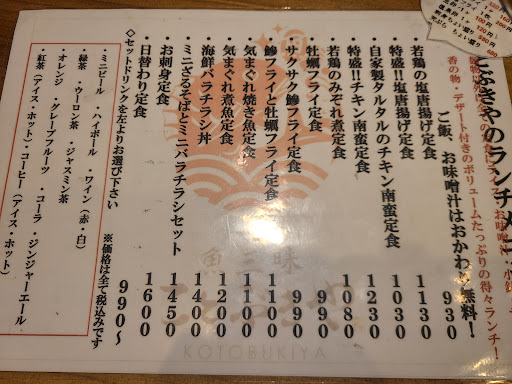 こぶきやのランチメニ
香の物・デザート付きのボリュームたっぷりの得々ランチ！
ご飯、お味噌汁はおかわり無料！
・若鶏の塩唐揚げ定食 930
・特盛!!塩唐揚げ定食 1130
・自家製タルタルのチキン南蛮定食 1030
・特盛!!チキン南蛮定食 1230
・若鶏のみぞれ煮定食 1080
・牡蠣フライ定食 990
・サクサク鯵フライ定食 990
・鯵フライと牡蠣フライ定食 1100
・気まぐれ焼き魚定食 1100
・気まぐれ煮魚定食 1200
・海鮮バラチラシ丼 1400
・ミニざるそばとミニバラチラシセット 1450
・お刺身定食 1600
・日替わり定食 990〜
◇セットドリンクを左よりお選び下さい
※価格は全て税込みです
・ミニビール ・ハイボール ・ワイン（赤・白）
・緑茶 ・ウーロン茶 ・ジャスミン茶
・オレンジ ・グレープフルーツ ・コーラ ・ジンジャーエール
・紅茶（アイス・ホット）・コーヒー（アイス・ホット）
魚三昧
KOTOBUKIYA